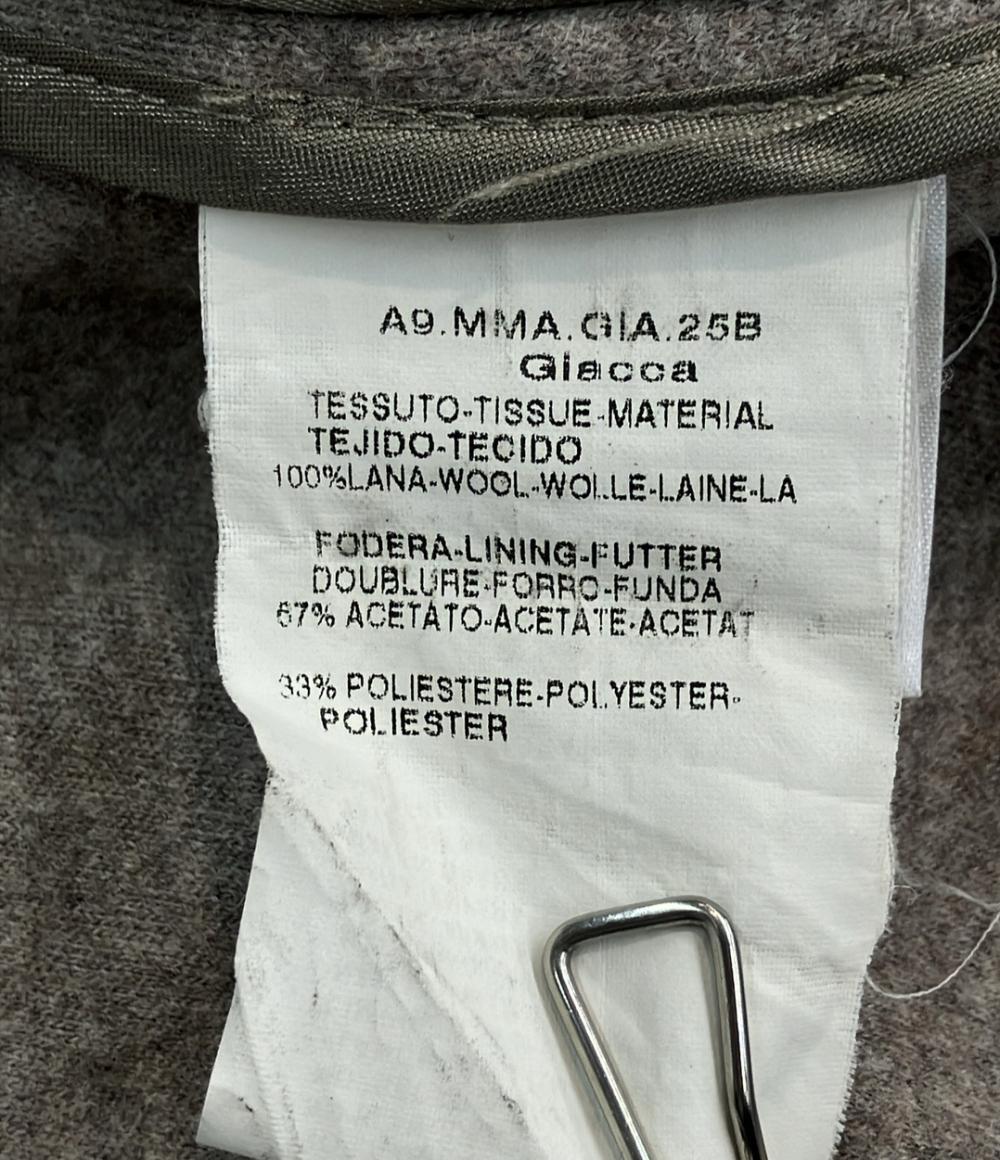 A9.MMA.GIA.25B
Giacca
TESSUTO-TISSUE-MATERIAL
TEJIDO-TECIDO
100%LANA-WOOL-WOLLE-LAINE-LA
FODERA-LINING-FUTTER
DOUBLURE-FORRO-FUNDA
67% ACETATO-ACETATE-ACETAT
33% POLIESTERE-POLYESTER-
POLIESTER